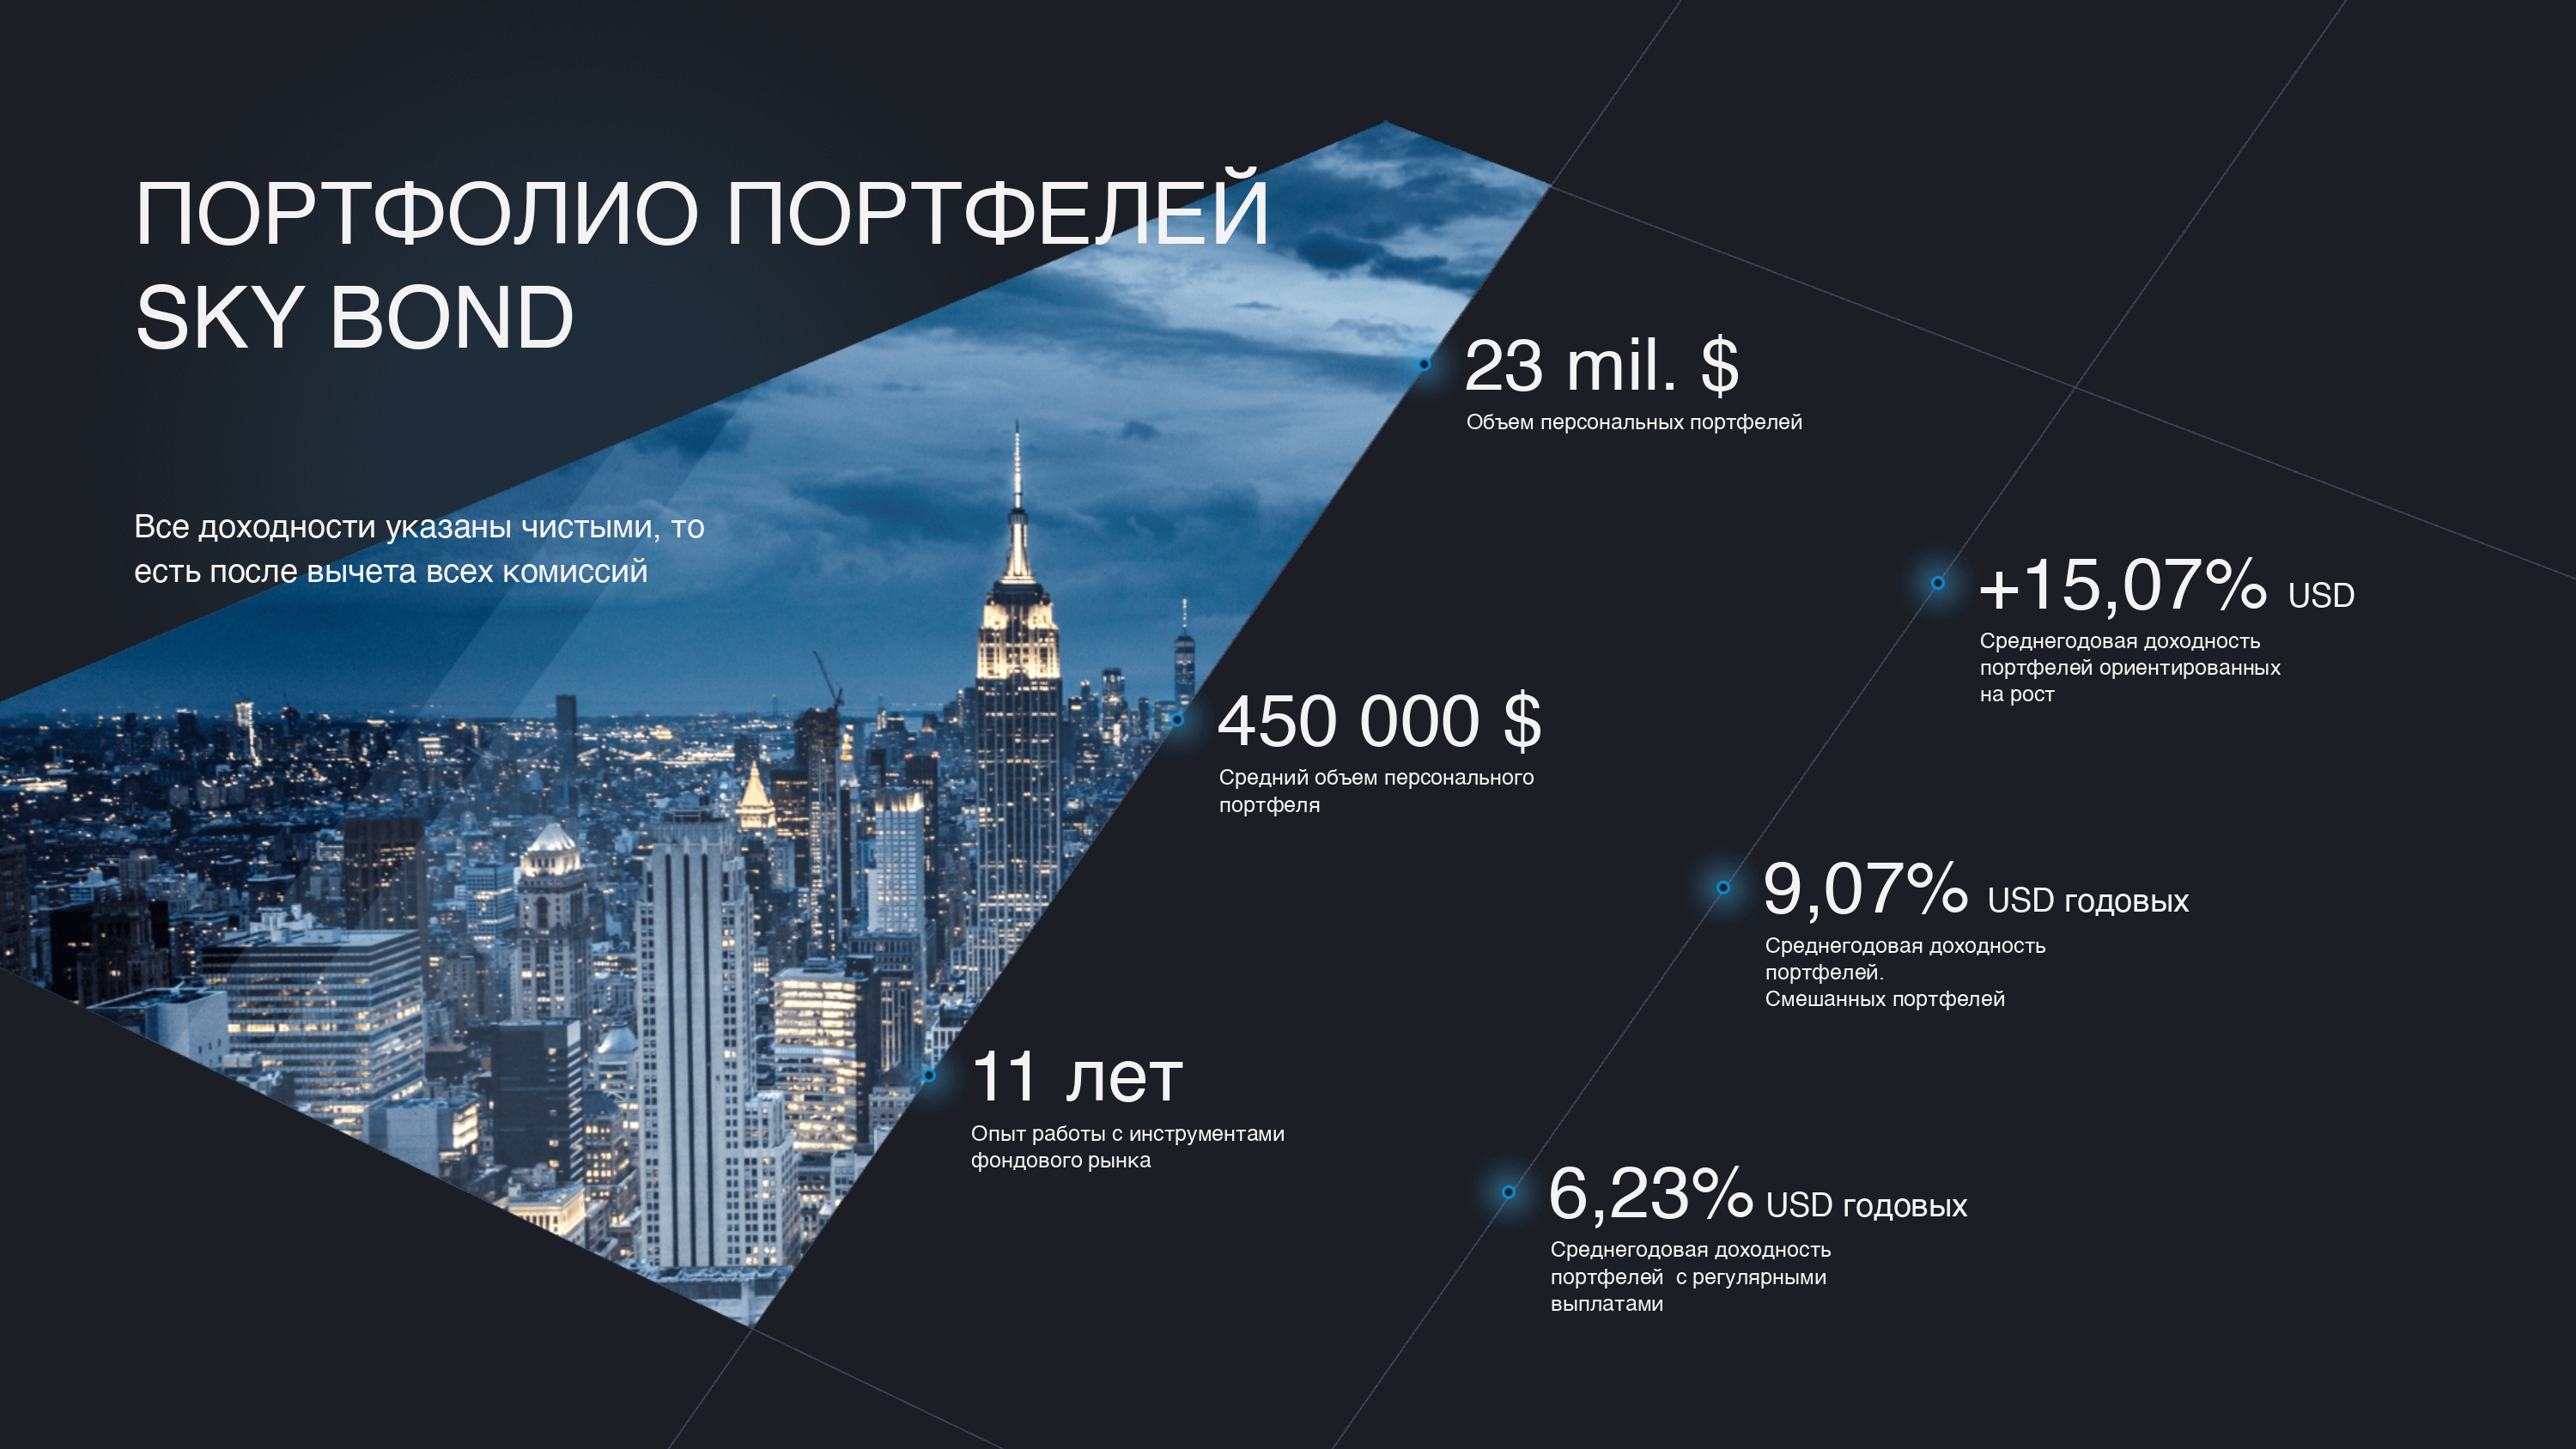 ПОРТФОЛИО ПОРТФЕЛЕЙ
SKY BOND
Все доходности указаны чистыми, то
есть после вычета всех комиссий
23 mil. $
Объем персональных портфелей
450 000 $
Средний объем персонального
портфеля
11 лет
Опыт работы с инструментами
фондового рынка
+15,07% USD
Среднегодовая доходность
портфелей ориентированных
на рост
9,07% USD годовых
Среднегодовая доходность
портфелей.
Смешанных портфелей
6,23% USD годовых
Среднегодовая доходность
портфелей с регулярными
выплатами